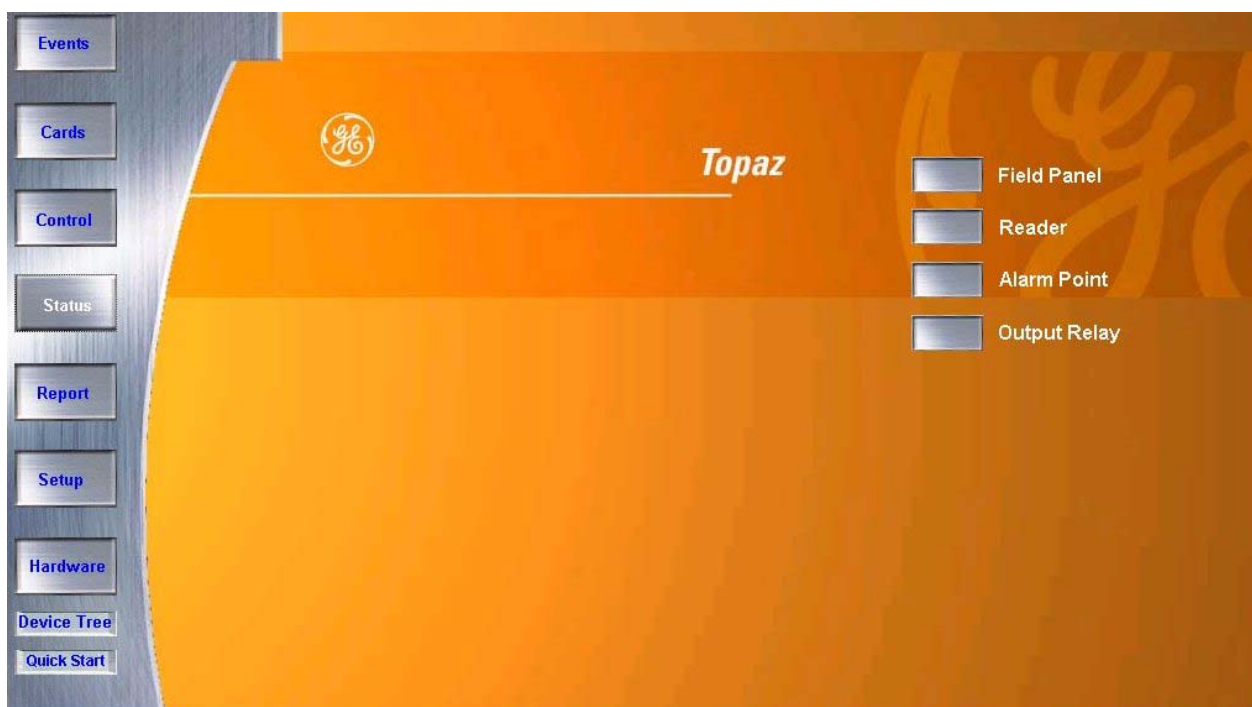 Events
Cards
Control
Status
Report
Setup
Hardware
Device Tree
Quick Start
GE
Topaz
Field Panel
Reader
Alarm Point
Output Relay